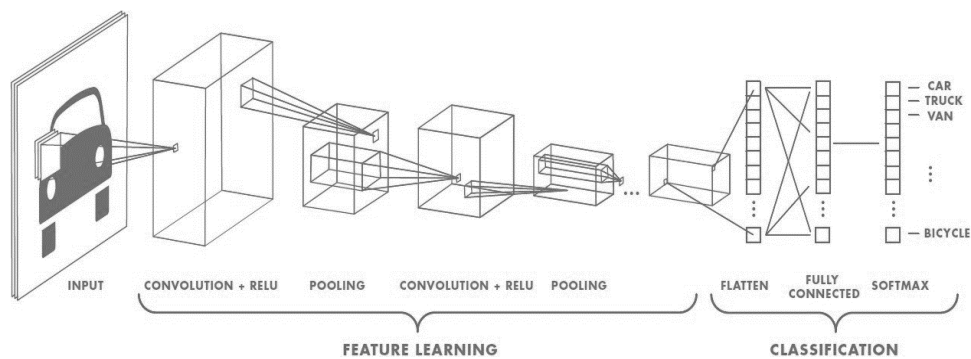 CAR
TRUCK
VAN
BICYCLE
INPUT
CONVOLUTION + RELU
POOLING
CONVOLUTION + RELU
POOLING
FLATTEN
FULLY
CONNECTED
SOFTMAX
FEATURE LEARNING
CLASSIFICATION